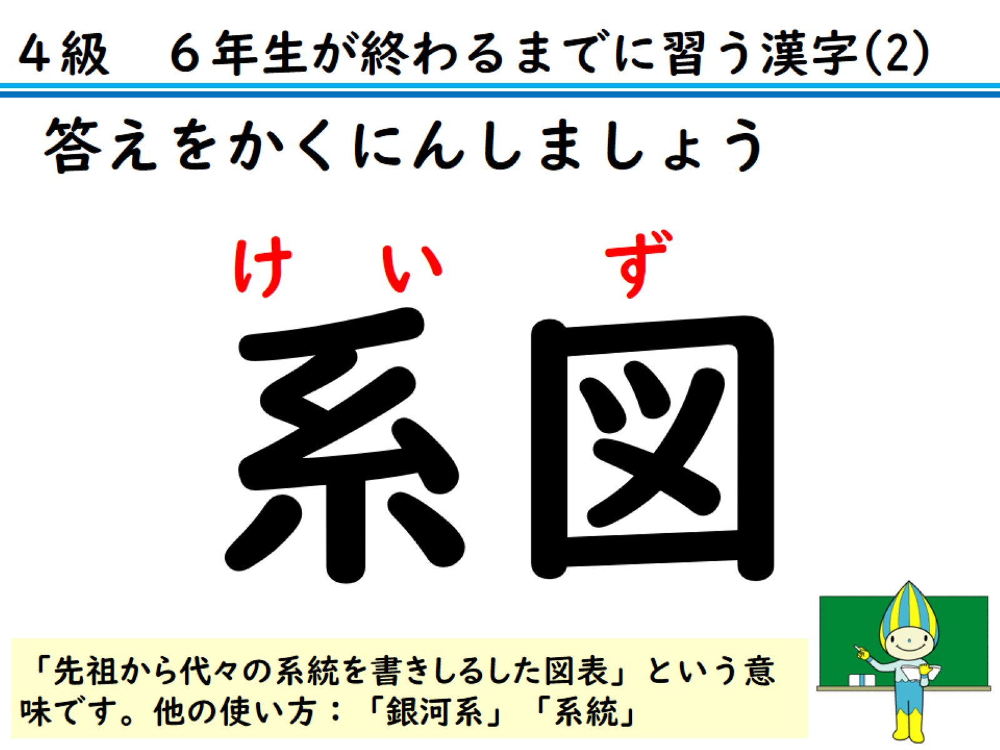 ４級　６年生が終わるまでに習う漢字(2)
答えをかくにんしましょう
けい　ず
系図
「先祖から代々の系統を書きしるした図表」という意
味です。他の使い方：「銀河系」「系統」